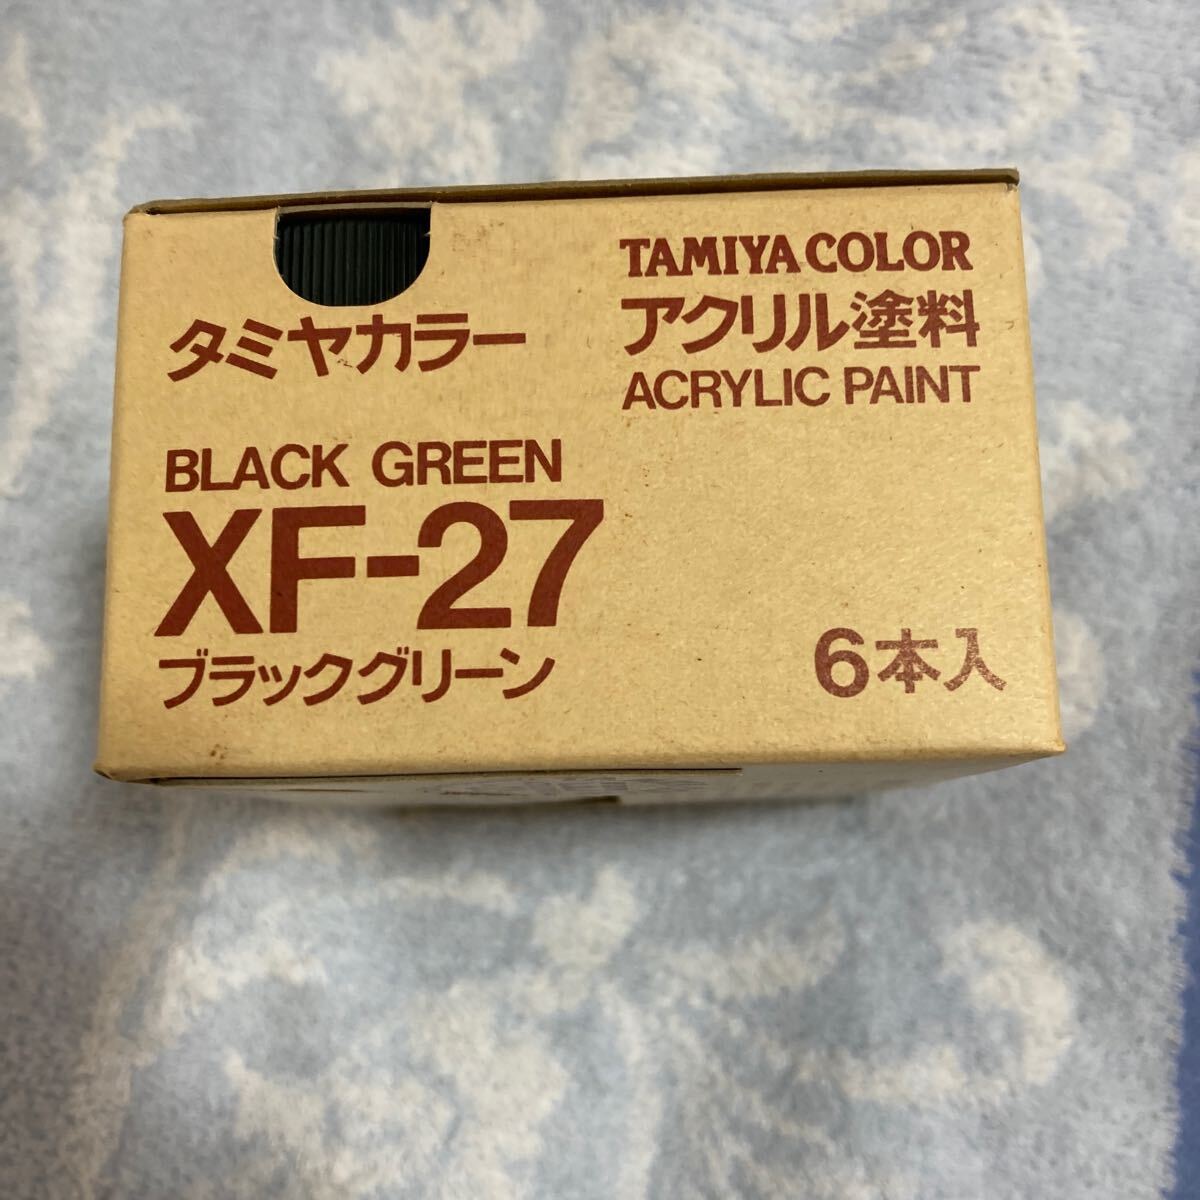 タミヤカラー
BLACK GREEN
XF-27
ブラックグリーン
TAMIYA COLOR
アクリル塗料
ACRYLIC PAINT
6本入